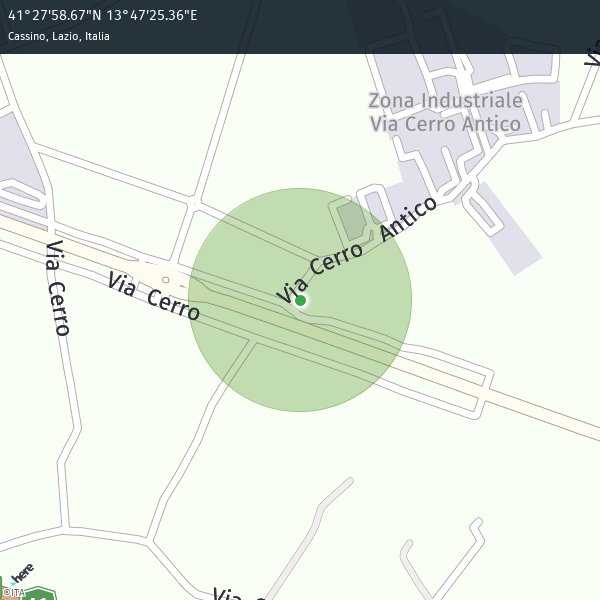 41°27'58.67"N 13°47'25.36"E
Cassino, Lazio, Italia
Via
Zona Industriale
Via Cerro Antico
Via Cerro Antico
Via Cerro
Via Cerro
here
©ITA
Via